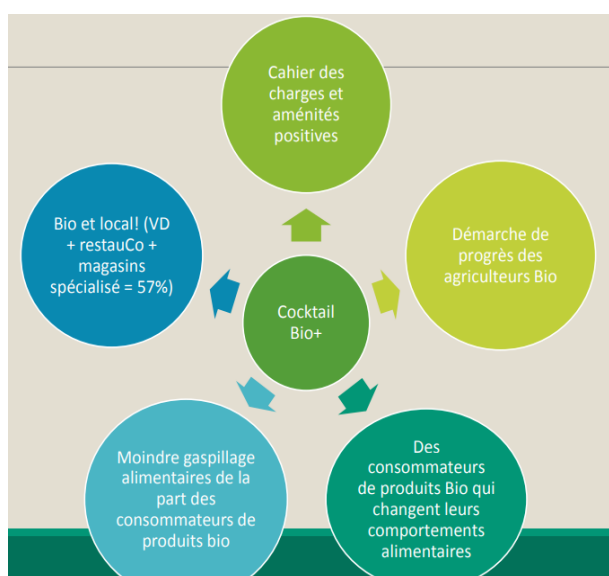 Cahier des
charges et
aménités
positives
Bio et local! (VD
+ restauCo +
magasins
spécialisé = 57%)
Démarche de
progrès des
agriculteurs Bio
Cocktail
Bio+
Moindre gaspillage
alimentaires de la
part des
consommateurs de
produits bio
Des
consommateurs
de produits Bio qui
changent leurs
comportements
alimentaires